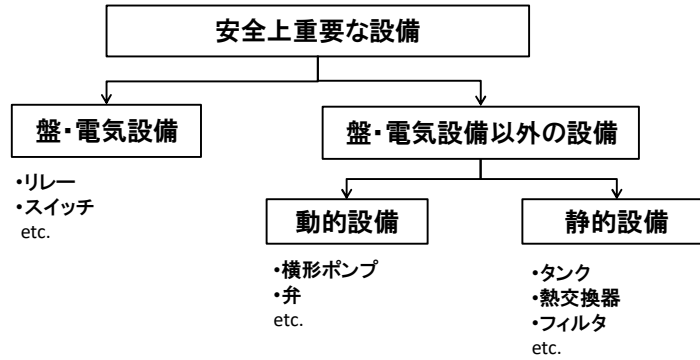 安全上重要な設備
盤・電気設備
盤・電気設備以外の設備
・リレー
・スイッチ
etc.
動的設備
静的設備
・横形ポンプ
・弁
etc.
・タンク
・熱交換器
・フィルタ
etc.